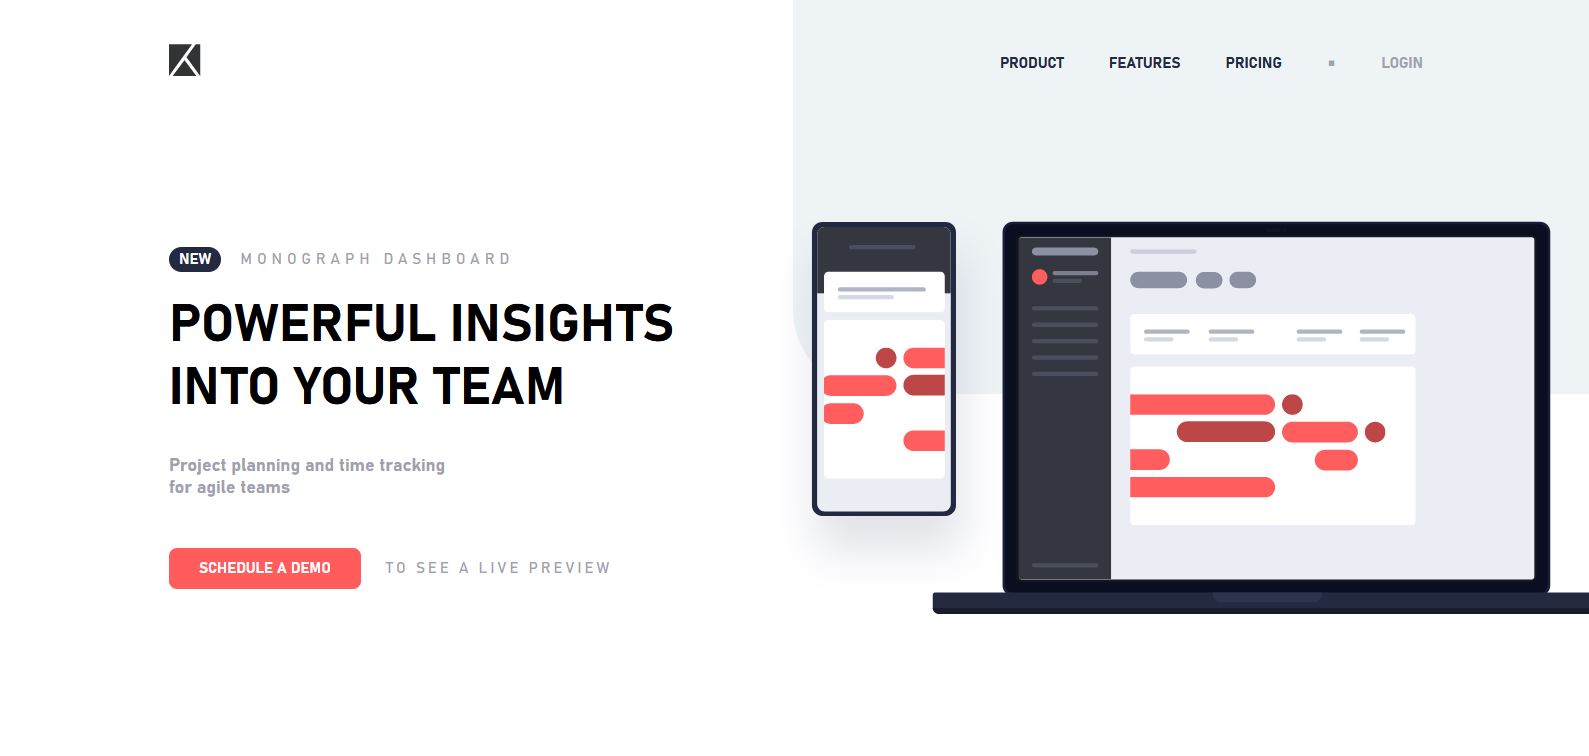 PRODUCT FEATURES PRICING LOGIN
NEW MONOGRAPH DASHBOARD
POWERFUL INSIGHTS
INTO YOUR TEAM
Project planning and time tracking
for agile teams
SCHEDULE A DEMO TO SEE A LIVE PREVIEW